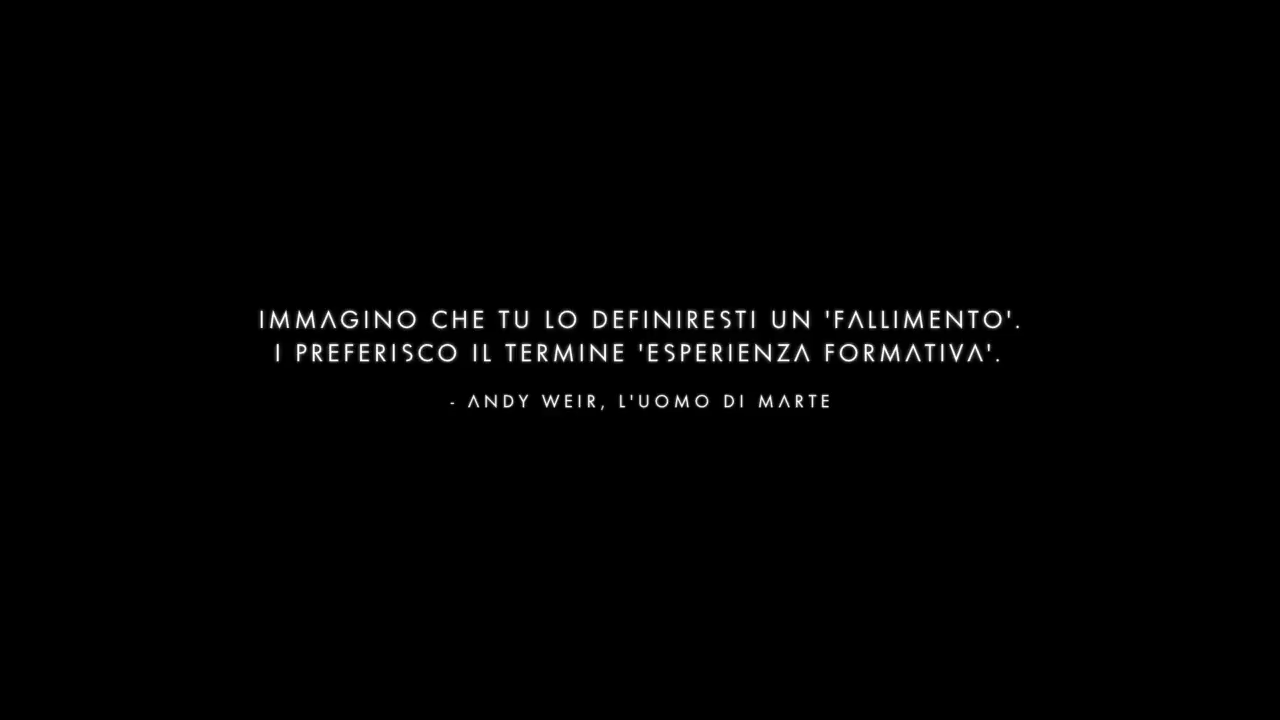 IMMAGINO CHE TU LO DEFINIRESTI UN 'FALLIMENTO'.
I PREFERISCO IL TERMINE 'ESPERIENZA FORMATIVA'.
- ANDY WEIR, L'UOMO DI MARTE